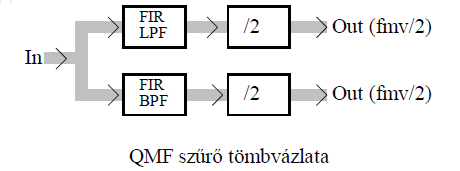 FIR
LPF
/2
Out (fmv/2)
In
FIR
BPF
/2
Out (fmv/2)
QMF szűrő tömbvázlata